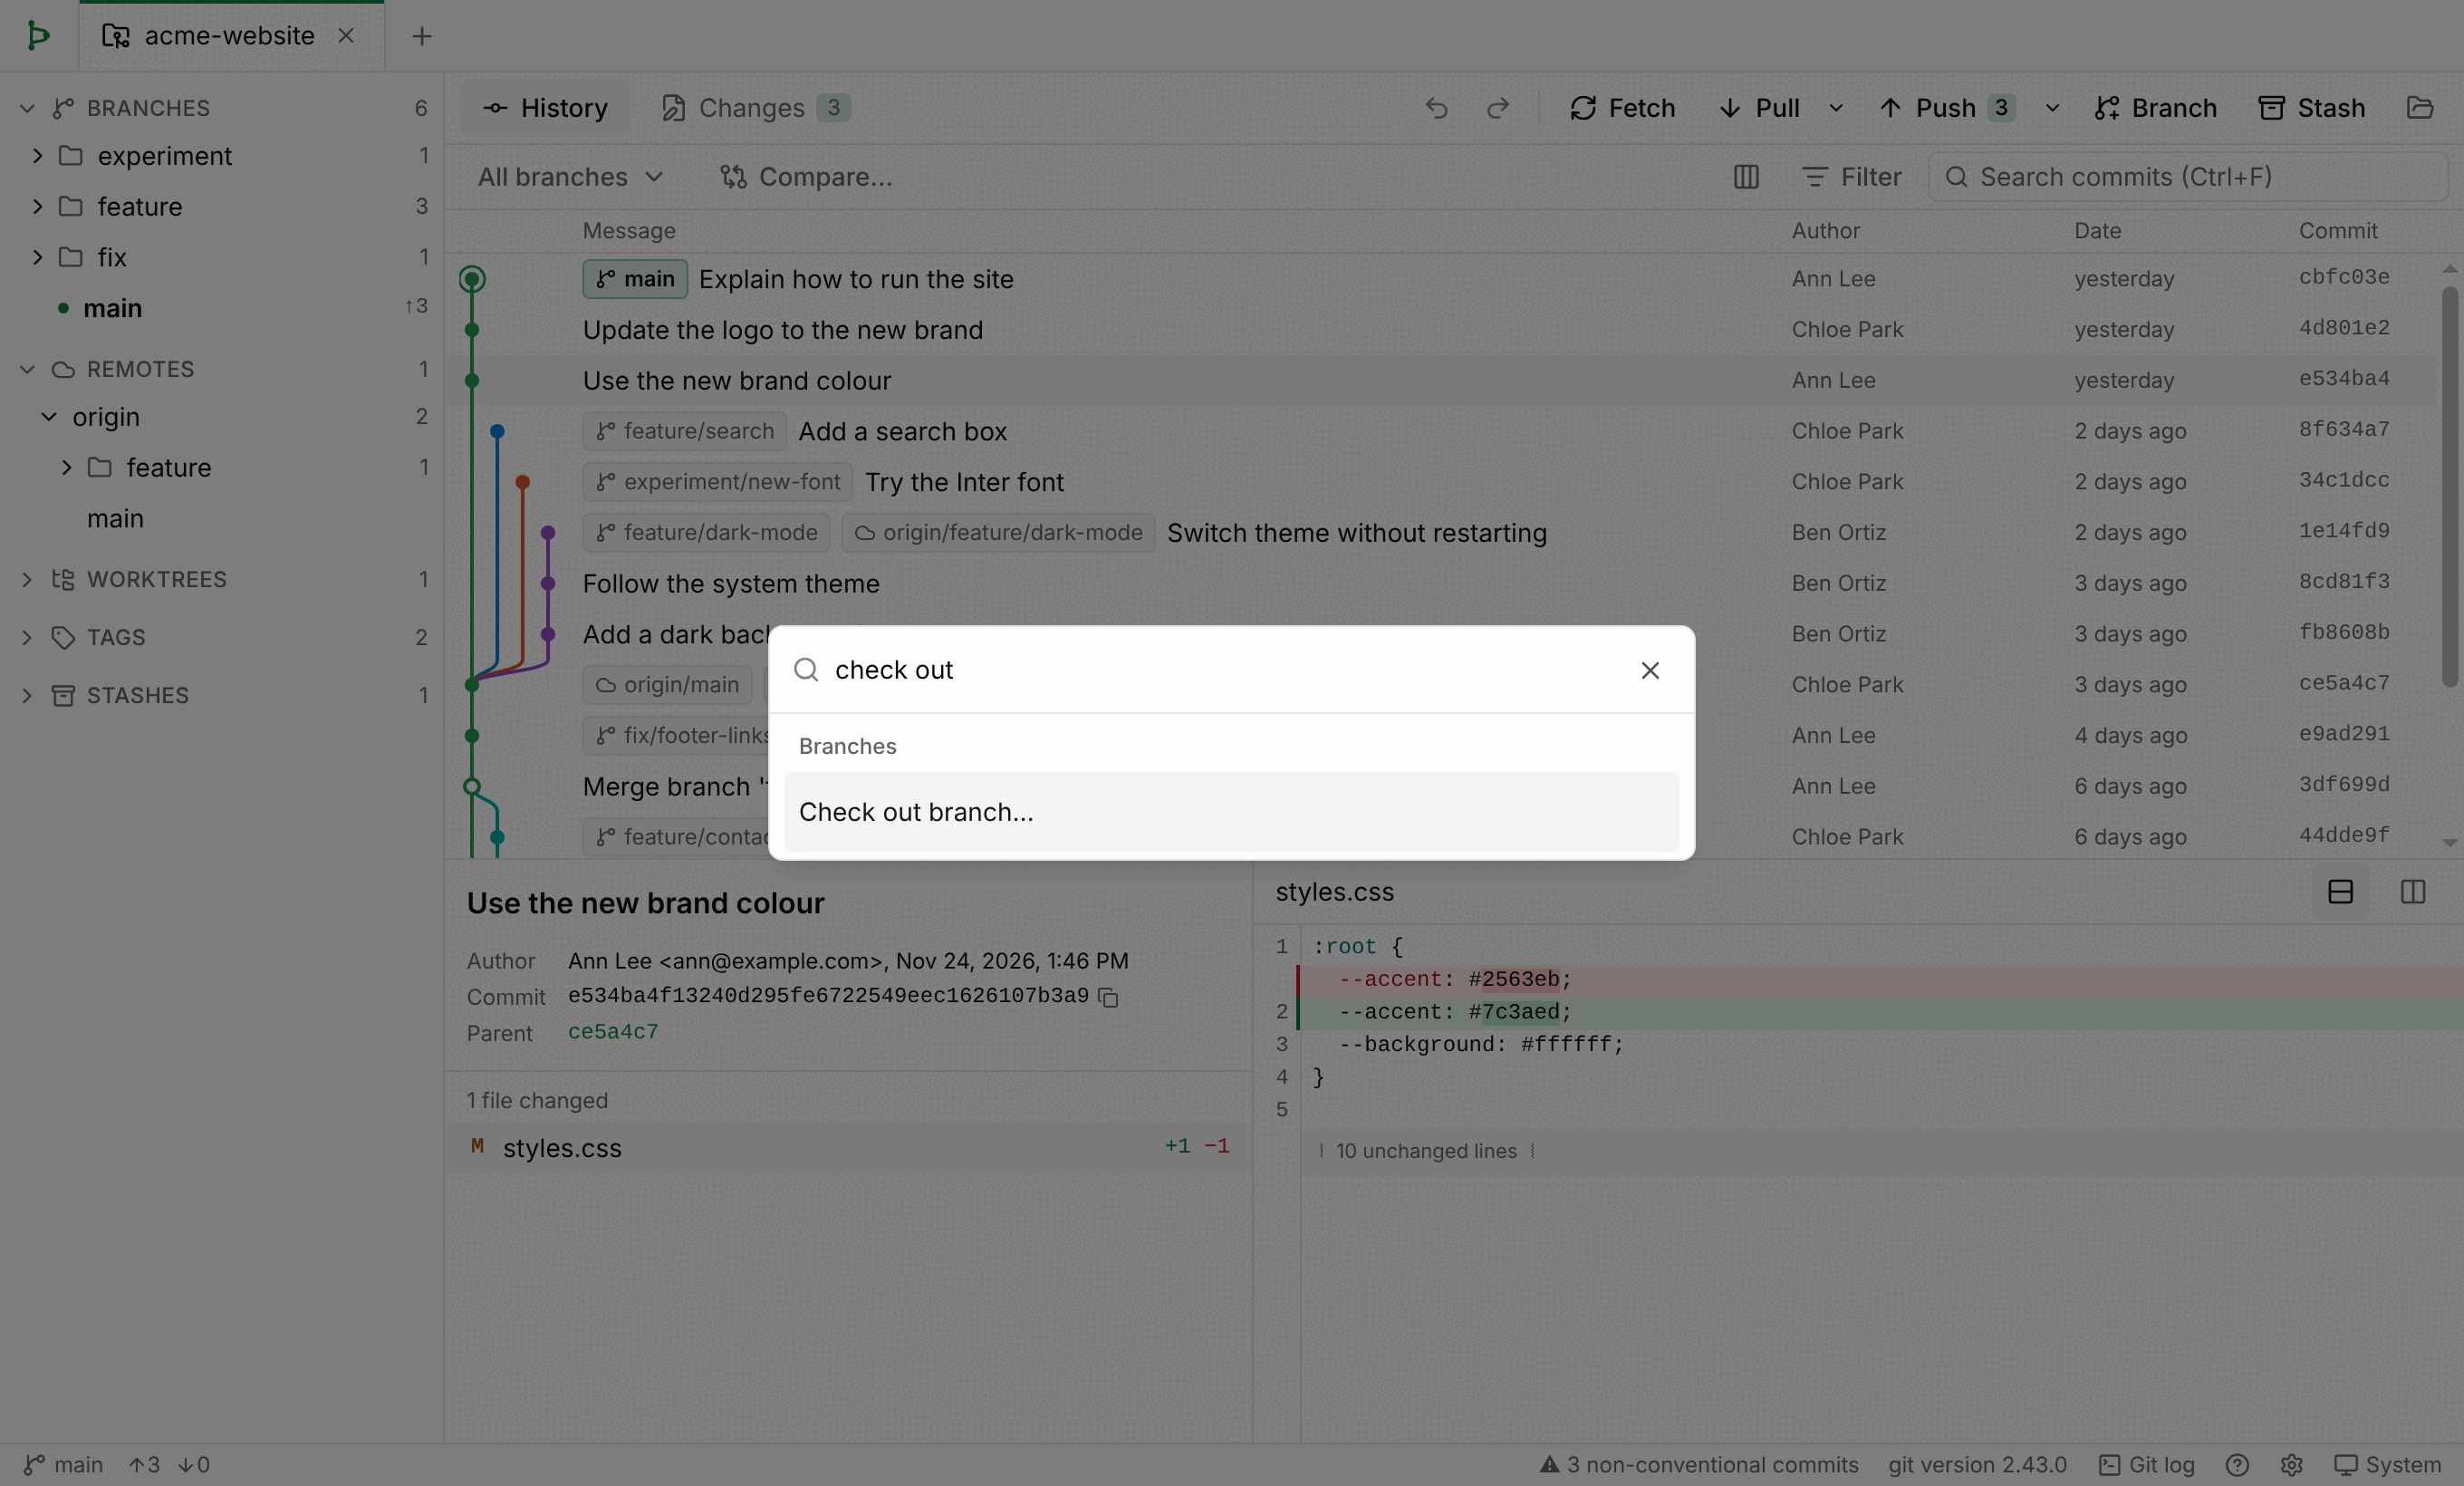 acme-website
BRANCHES 6
experiment 1
feature 3
fix 1
main ↑3
REMOTES 1
origin 2
feature 1
main
WORKTREES 1
TAGS 2
STASHES 1
History Changes 3 Fetch Pull Push 3 Branch Stash
All branches Compare... Filter Search commits (Ctrl+F)
Message Author Date Commit
main Explain how to run the site Ann Lee yesterday cbfc03e
Update the logo to the new brand Chloe Park yesterday 4d801e2
Use the new brand colour Ann Lee yesterday e534ba4
feature/search Add a search box Chloe Park 2 days ago 8f634a7
experiment/new-font Try the Inter font Chloe Park 2 days ago 34c1dcc
feature/dark-mode origin/feature/dark-mode Switch theme without restarting Ben Ortiz 2 days ago 1e14fd9
Follow the system theme Ben Ortiz 3 days ago 8cd81f3
Add a dark Ben Ortiz 3 days ago fb8608b
origin/main Chloe Park 3 days ago ce5a4c7
fix/footer-links Ann Lee 4 days ago e9ad291
Merge branch Ann Lee 6 days ago 3df699d
Chloe Park 6 days ago 44dde9f
check out
Branches
Check out branch...
Use the new brand colour
Author Ann Lee <ann@example.com>, Nov 24, 2026, 1:46 PM
Commit e534ba4f13240d295fe6722549eec1626107b3a9
Parent ce5a4c7
1 file changed
M styles.css +1 −1
styles.css
1 :root {
--accent: #2563eb;
2 --accent: #7c3aed;
3 --background: #ffffff;
4 }
5
10 unchanged lines
main ↑3 ↓0
3 non-conventional commits git version 2.43.0 Git log System